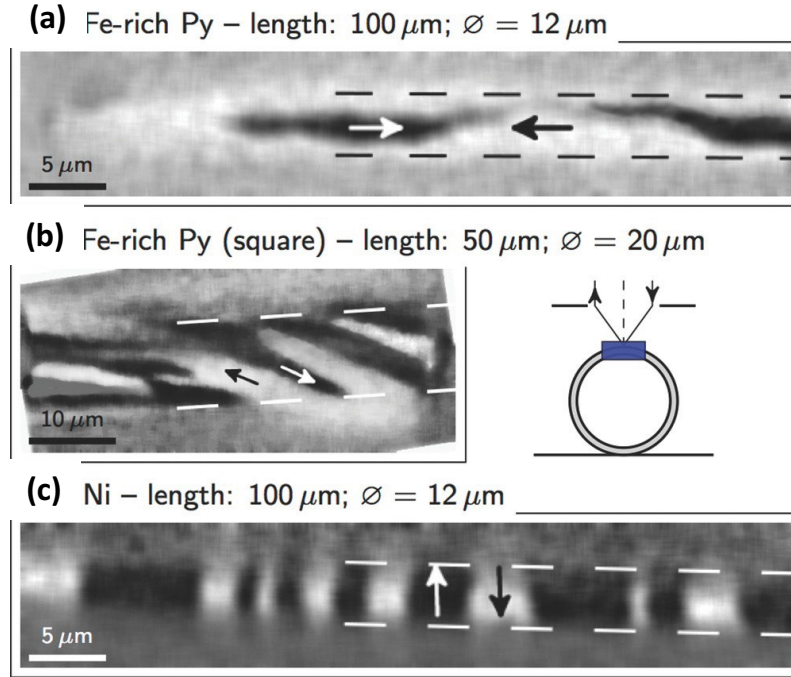 (a) Fe-rich Py – length: 100 μm; ∅ = 12 μm
5 μm
(b) Fe-rich Py (square) – length: 50 μm; ∅ = 20 μm
10 μm
(c) Ni – length: 100 μm; ∅ = 12 μm
5 μm